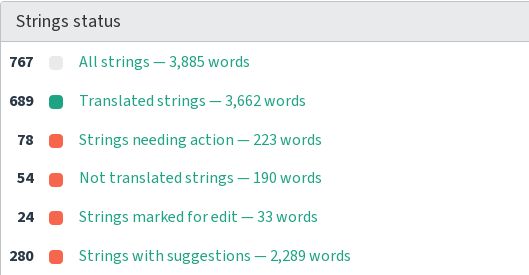 Strings status
767 All strings — 3,885 words
689 Translated strings — 3,662 words
78 Strings needing action — 223 words
54 Not translated strings — 190 words
24 Strings marked for edit — 33 words
280 Strings with suggestions — 2,289 words